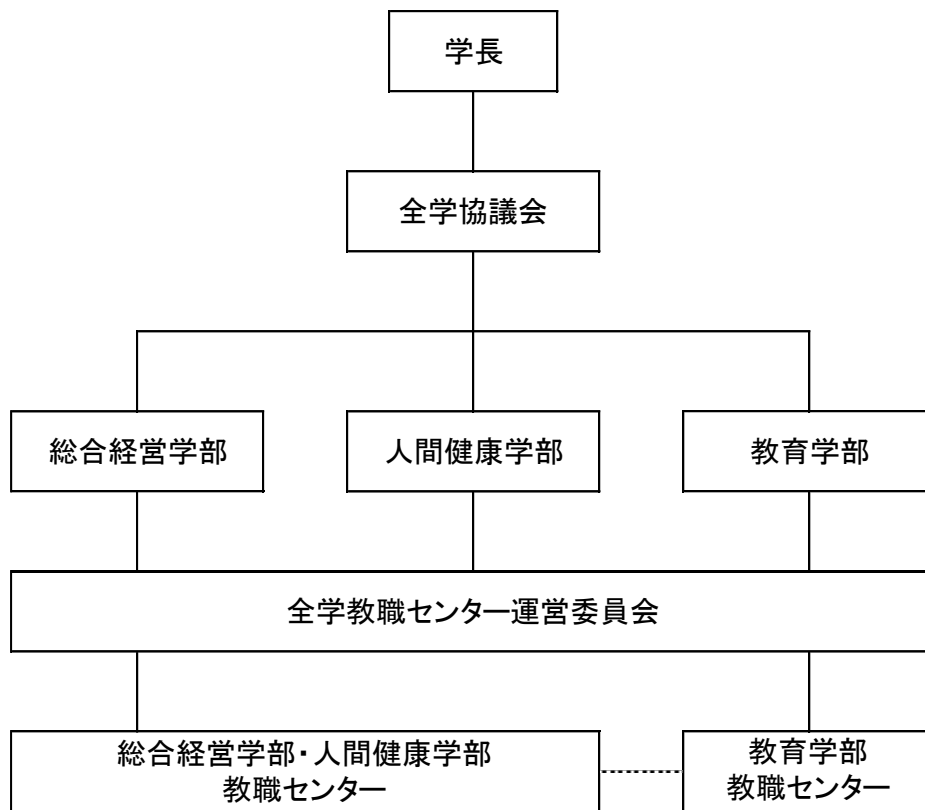 学長
全学協議会
総合経営学部
人間健康学部
教育学部
全学教職センター運営委員会
総合経営学部・人間健康学部
教職センター
教育学部
教職センター